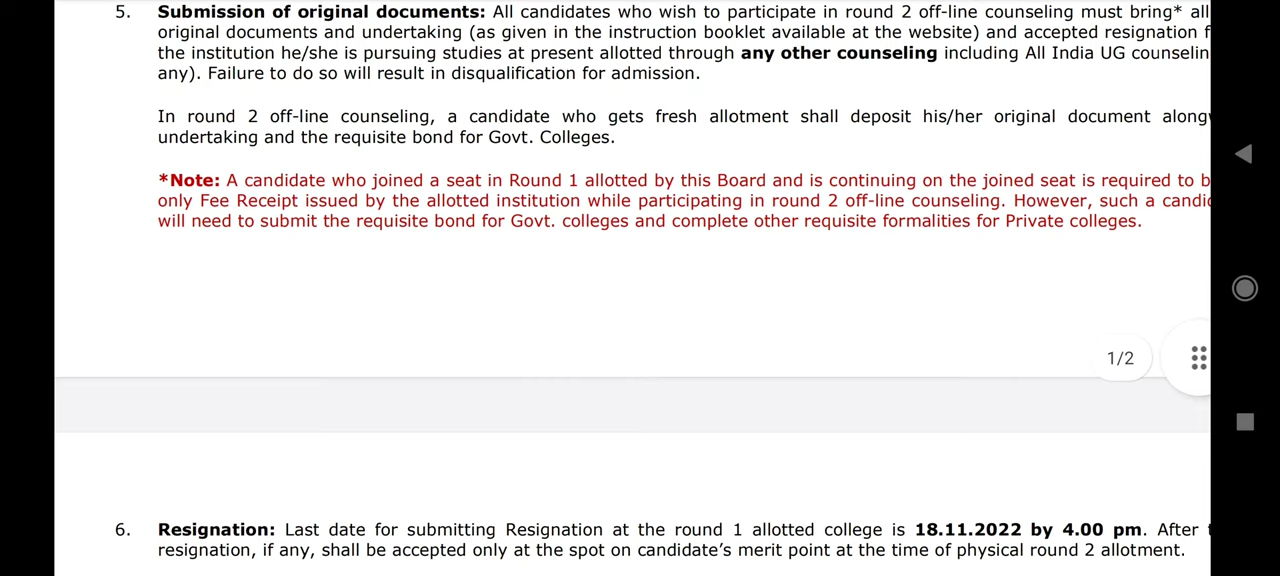 5. Submission of original documents: All candidates who wish to participate in round 2 off-line counseling must bring* all
original documents and undertaking (as given in the instruction booklet available at the website) and accepted resignation
the institution he/she is pursuing studies at present allotted through any other counseling including All India UG
any). Failure to do so will result in disqualification for admission.
In round 2 off-line counseling, a candidate who gets fresh allotment shall deposit his/her original document
undertaking and the requisite bond for Govt. Colleges.
*Note: A candidate who joined a seat in Round 1 allotted by this Board and is continuing on the joined seat is required to
only Fee Receipt issued by the allotted institution while participating in round 2 off-line counseling. However, such a
will need to submit the requisite bond for Govt. colleges and complete other requisite formalities for Private colleges.
1/2
6. Resignation: Last date for submitting Resignation at the round 1 allotted college is 18.11.2022 by 4.00 pm. After
resignation, if any, shall be accepted only at the spot on candidate's merit point at the time of physical round 2 allotment.